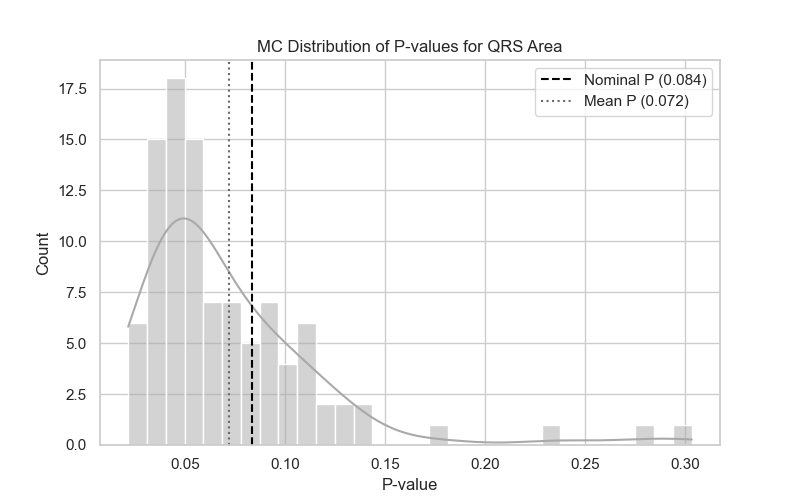 MC Distribution of P-values for QRS Area
Nominal P (0.084)
Mean P (0.072)
Count
17.5
15.0
12.5
10.0
7.5
5.0
2.5
0.0
0.05 0.10 0.15 0.20 0.25 0.30
P-value